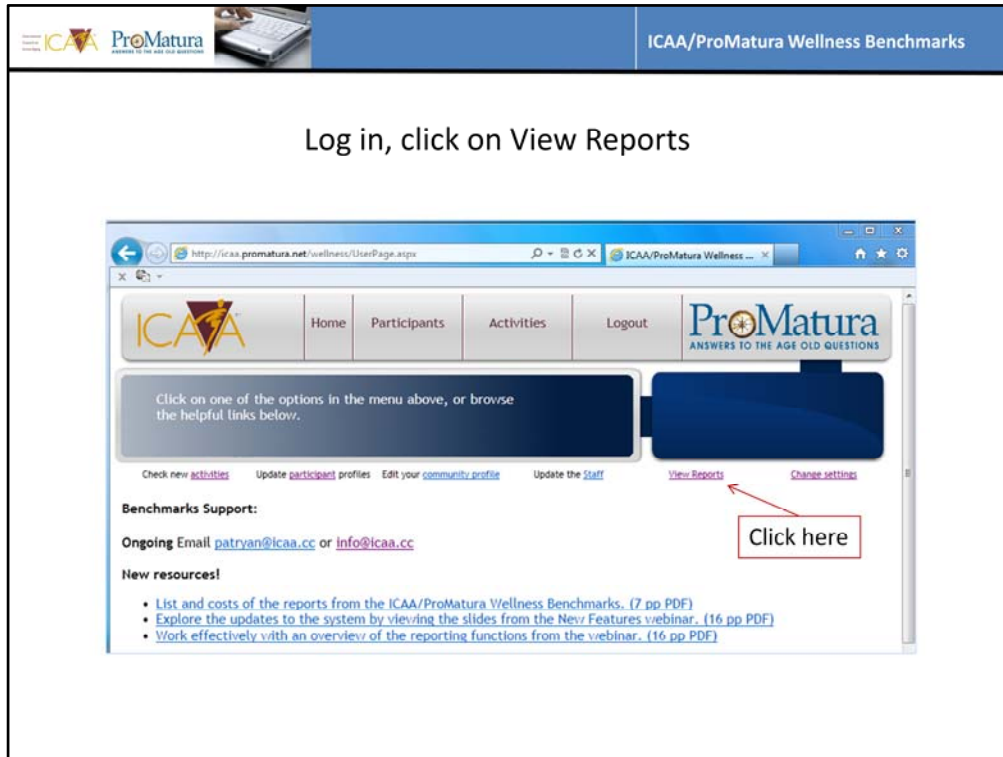 ICAA
ProMatura
ANSWERS TO THE AGE OLD QUESTIONS
ICAA/ProMatura Wellness Benchmarks
Log in, click on View Reports
http://icaa.promatura.net/wellness/UserPage.aspx
ICAA/ProMatura Wellness ...
ICAA
Home Participants Activities Logout
ProMatura
ANSWERS TO THE AGE OLD QUESTIONS
Click on one of the options in the menu above, or browse
the helpful links below.
Check new activities Update participant profiles Edit your community profile Update the Staff View Reports Change settings
Benchmarks Support:
Click here
Ongoing Email patryan@icaa.cc or info@icaa.cc
New resources!
• List and costs of the reports from the ICAA/ProMatura Wellness Benchmarks. (7 pp PDF)
• Explore the updates to the system by viewing the slides from the New Features webinar. (16 pp PDF)
• Work effectively with an overview of the reporting functions from the webinar. (16 pp PDF)